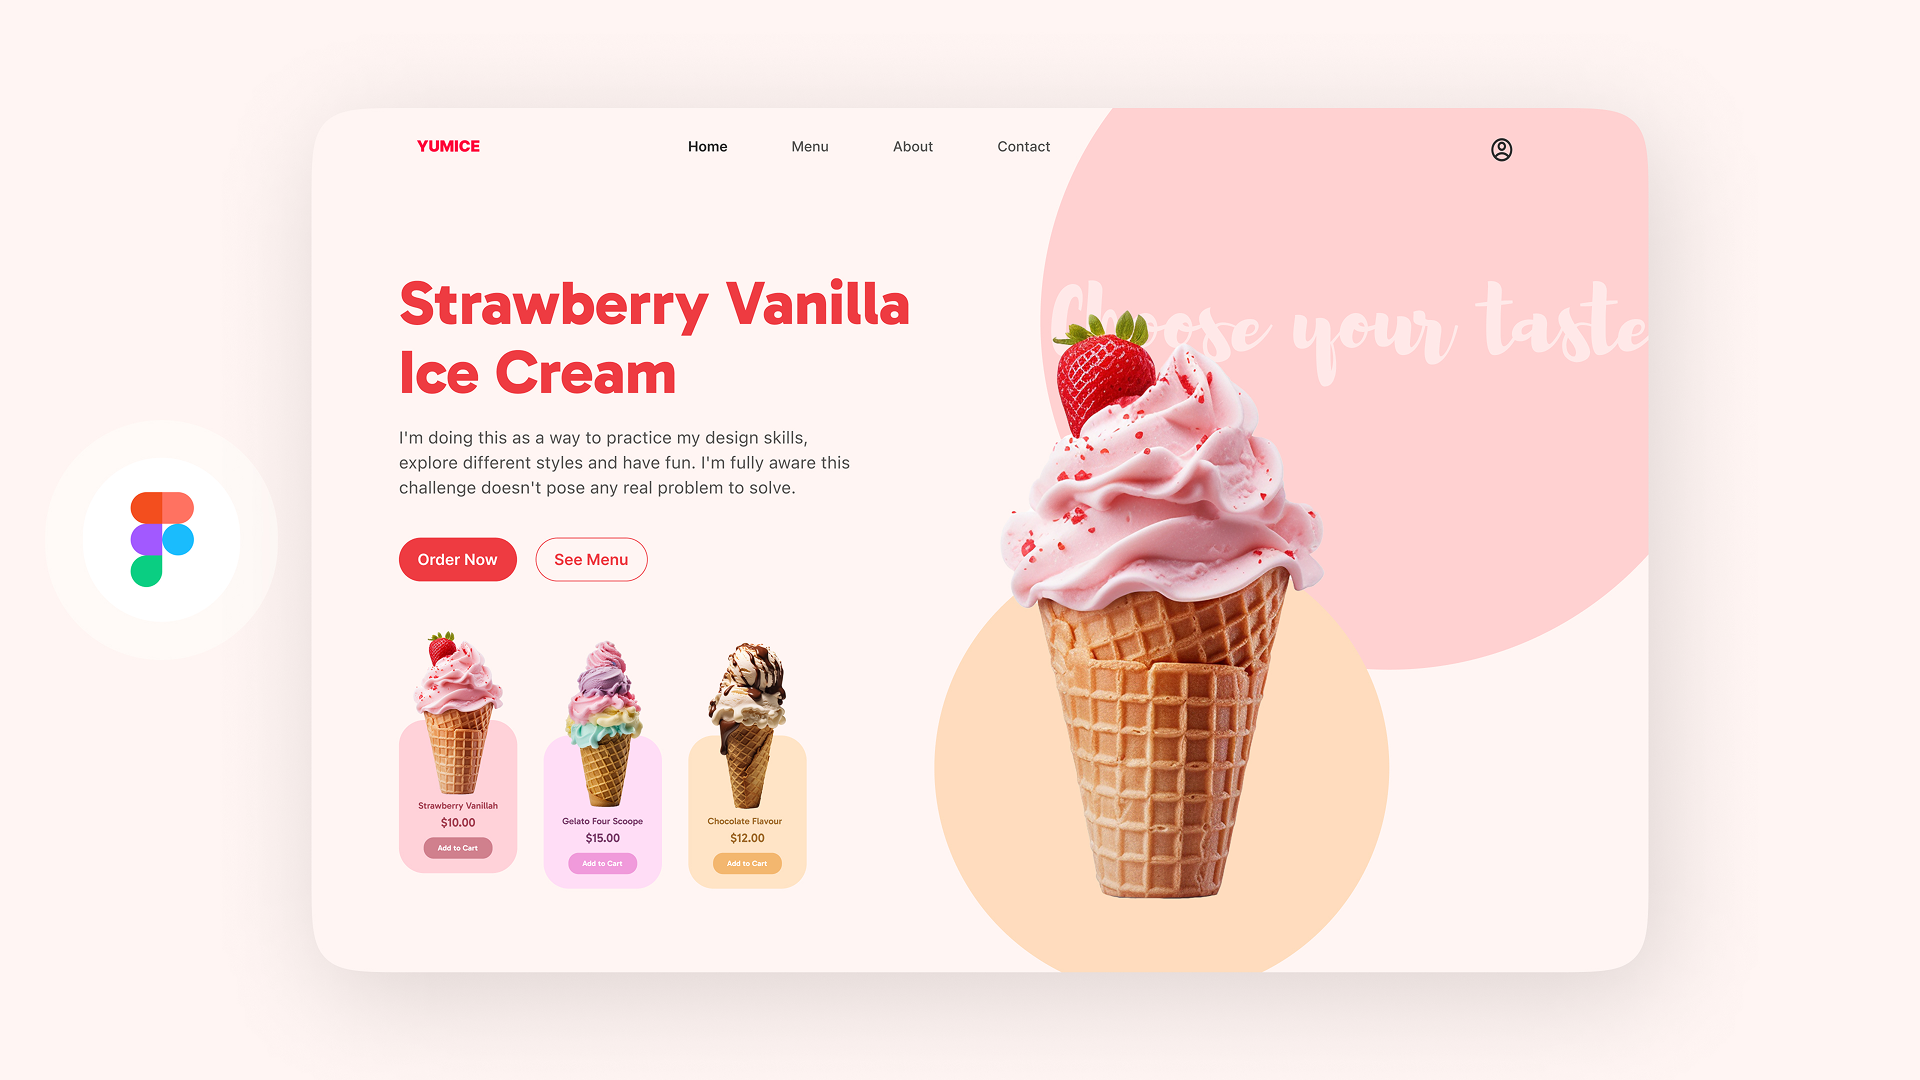 YUMICE
Home
Menu
About
Contact
Choose your taste
Strawberry Vanilla
Ice Cream
I'm doing this as a way to practice my design skills,
explore different styles and have fun. I'm fully aware this
challenge doesn't pose any real problem to solve.
Order Now
See Menu
Strawberry Vanillah
$10.00
Add to Cart
Gelato Four Scoope
$15.00
Add to Cart
Chocolate Flavour
$12.00
Add to Cart